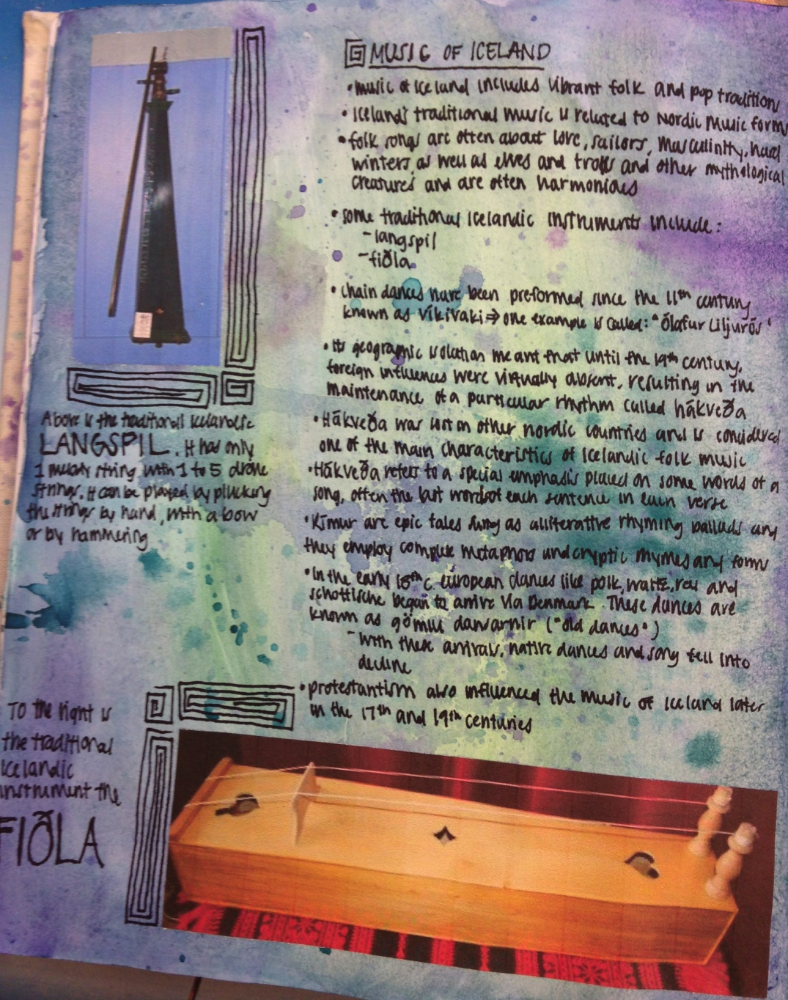 MUSIC OF ICELAND
• music of Iceland includes vibrant folk and pop tradition
• Iceland's traditional music is related to Nordic Music forms
• folk songs are often about love, sailors, masculinity, hard
winters, as well as elves and trolls and other mythological
creatures and are often harmonious
• some traditional Icelandic instruments include:
- langspil
- fiðla
• chain dances have been preformed since the 11th century
known as víkivaki → one example is called: "Ólafur Liljurós"
• Its geographic isolation meant that until the 19th century,
foreign influences were virtually absent, resulting in the
maintenance of a particular rhythm called hákveða
• Hákveða was lost in other nordic countries and is considered
one of the main characteristics of Icelandic folk music
• Hákveða refers to a special emphasis placed on some words of a
song, often the last word of each sentence in each verse
• Rímur are epic tales sung as alliterative rhyming ballads and
they employ complex metaphors and cryptic rhymes and forms
• In the early 18th c. european dances like polk, waltz, reel and
schottische began to arrive via Denmark. These dances are
known as gömlu dansarnir ("old dances")
- with these arrivals, native dances and song fell into
decline
• protestantism also influenced the music of Iceland later
in the 17th and 19th centuries
Above is the traditional Icelandic
LANGSPIL. It has only
1 melody string with 1 to 5 drone
strings. It can be played by plucking
the strings by hand, with a bow
or by hammering
TO the right is
the traditional
Icelandic
instrument the
FIÐLA